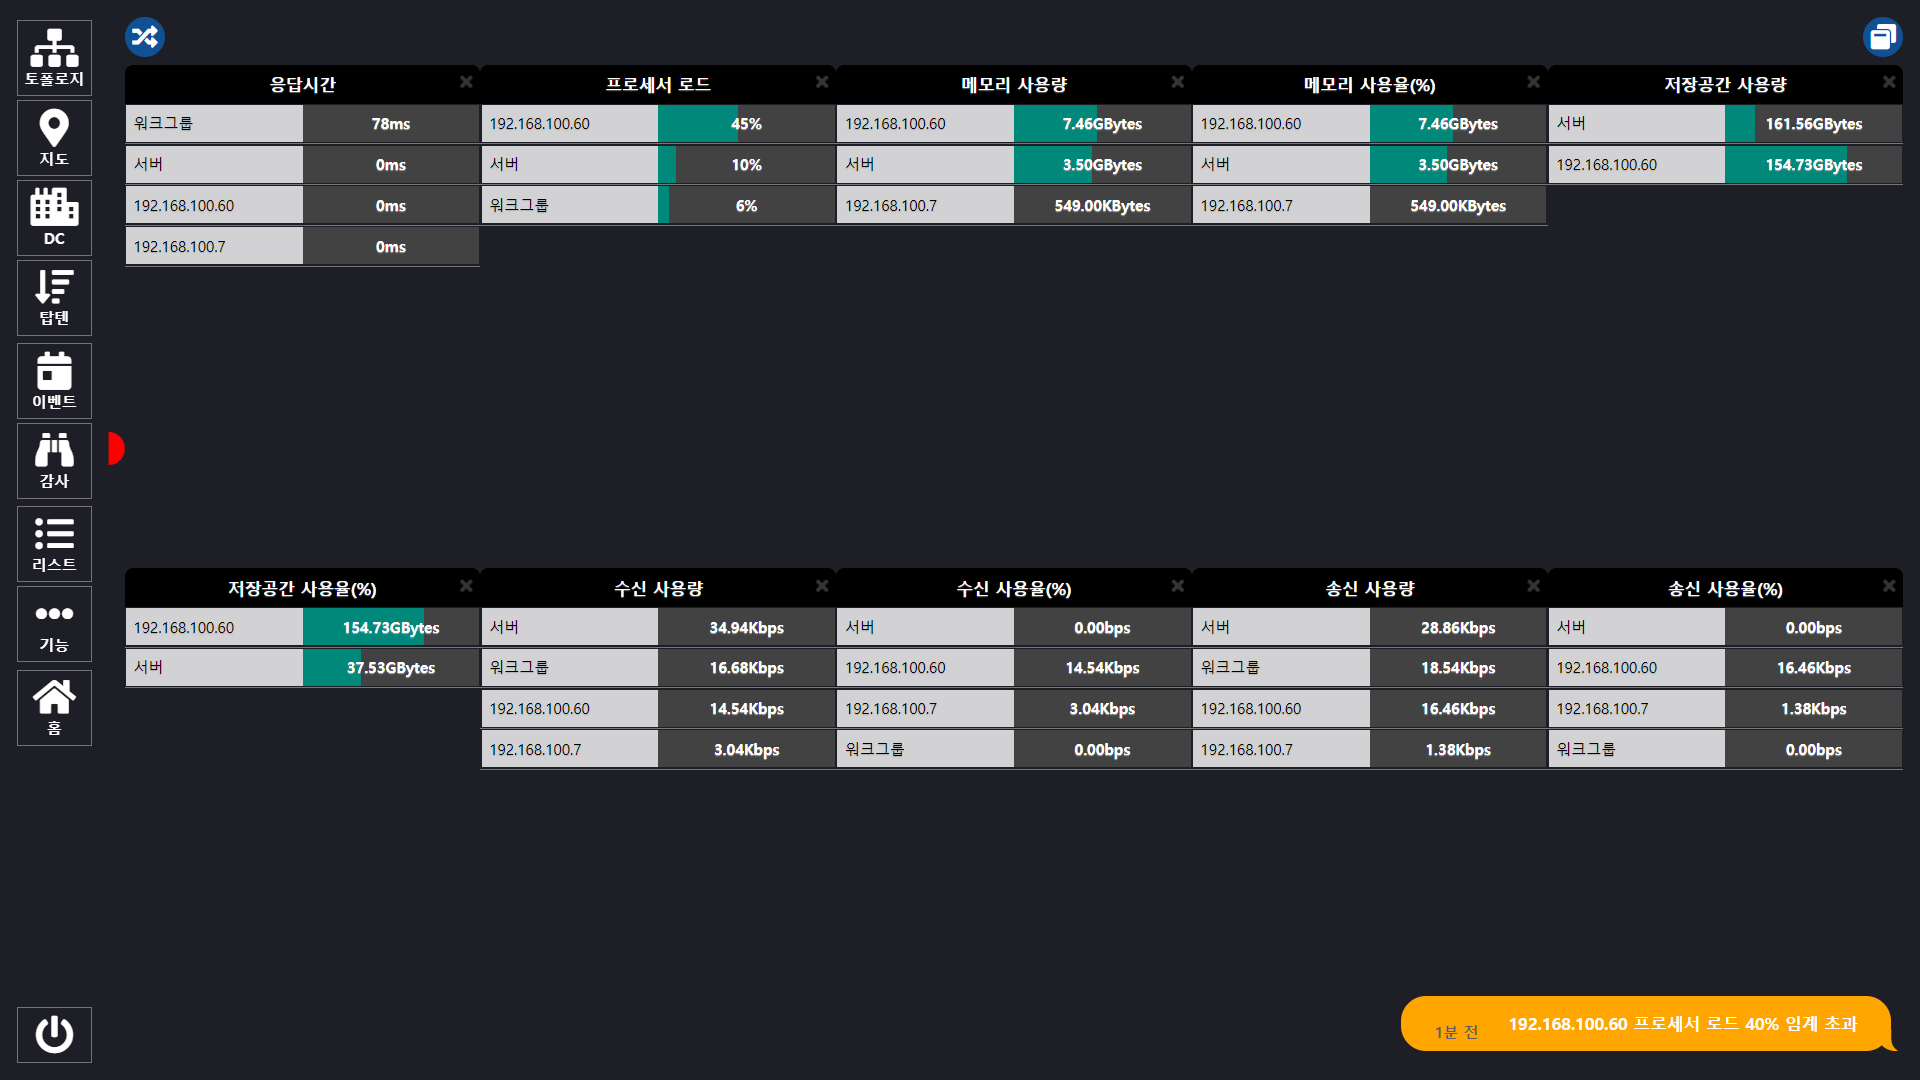 토폴로지
지도
DC
탑텐
이벤트
감사
리스트
기능
홈
응답시간
워크그룹 78ms
서버 0ms
192.168.100.60 0ms
192.168.100.7 0ms
프로세서 로드
192.168.100.60 45%
서버 10%
워크그룹 6%
메모리 사용량
192.168.100.60 7.46GBytes
서버 3.50GBytes
192.168.100.7 549.00KBytes
메모리 사용율(%)
192.168.100.60 7.46GBytes
서버 3.50GBytes
192.168.100.7 549.00KBytes
저장공간 사용량
서버 161.56GBytes
192.168.100.60 154.73GBytes
저장공간 사용율(%)
192.168.100.60 154.73GBytes
서버 37.53GBytes
수신 사용량
서버 34.94Kbps
워크그룹 16.68Kbps
192.168.100.60 14.54Kbps
192.168.100.7 3.04Kbps
수신 사용율(%)
서버 0.00bps
192.168.100.60 14.54Kbps
192.168.100.7 3.04Kbps
워크그룹 0.00bps
송신 사용량
서버 28.86Kbps
워크그룹 18.54Kbps
192.168.100.60 16.46Kbps
192.168.100.7 1.38Kbps
송신 사용율(%)
서버 0.00bps
192.168.100.60 16.46Kbps
192.168.100.7 1.38Kbps
워크그룹 0.00bps
1분 전 192.168.100.60 프로세서 로드 40% 임계 초과